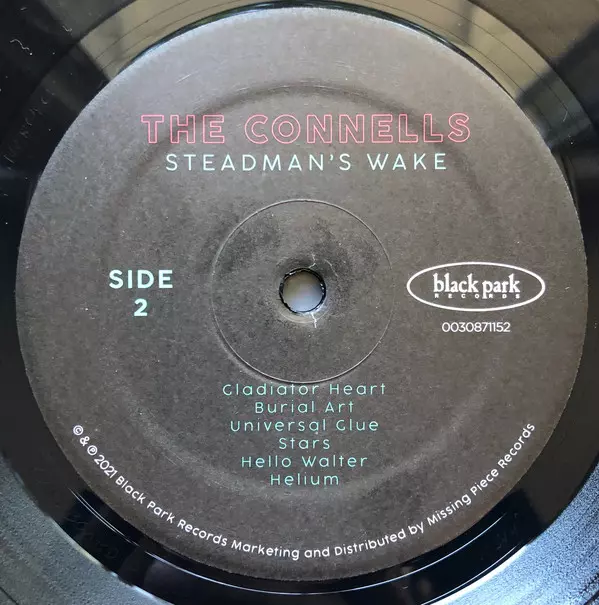 THE CONNELLS
STEADMAN'S WAKE
SIDE
2
black park
RECORDS
0030871152
Gladiator Heart
Burial Art
Universal Glue
Stars
Hello Walter
Helium
© & ℗ 2021 Black Park Records Marketing and Distributed by Missing Piece Records